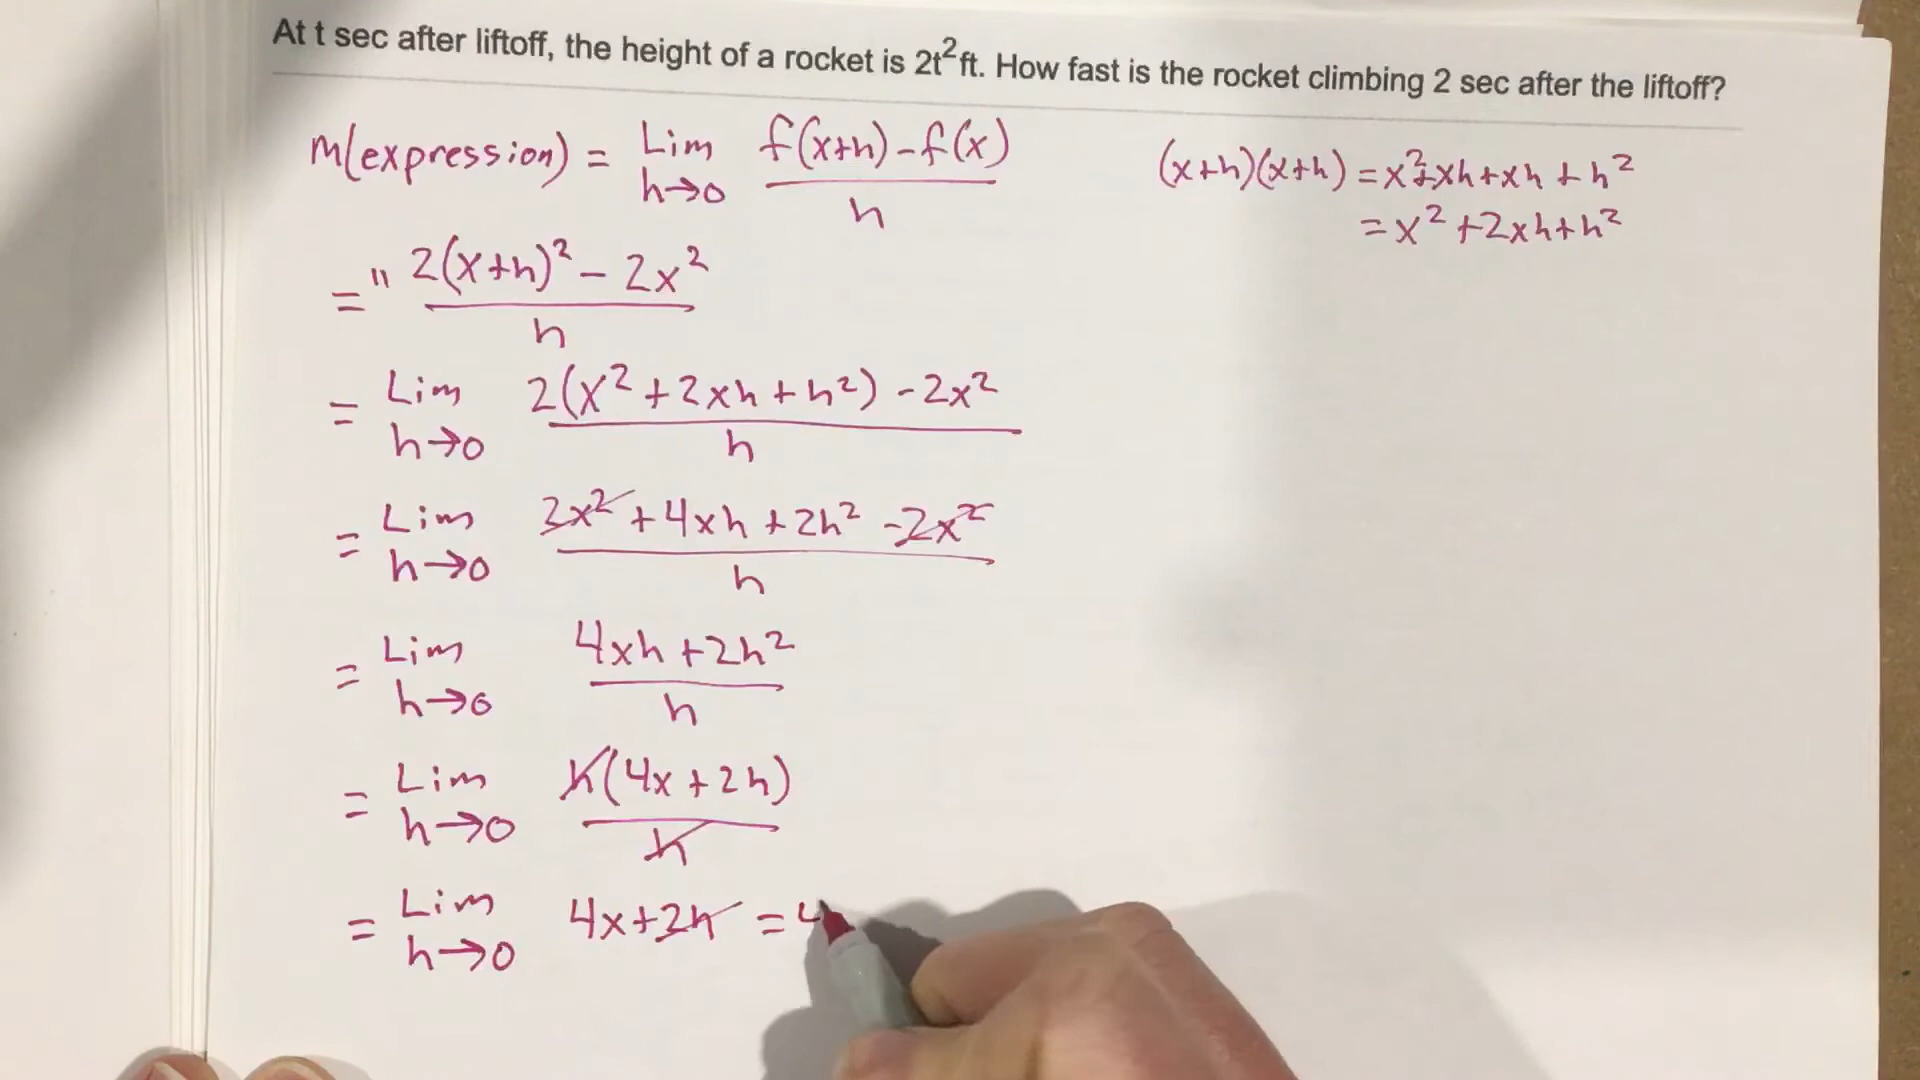 At t sec after liftoff, the height of a rocket is 2t²ft. How fast is the rocket climbing 2 sec after the liftoff?
m(expression) = Lim h→0 f(x+h)-f(x) / h
= " 2(x+h)² - 2x² / h
= Lim h→0 2(x² + 2xh + h²) - 2x² / h
= Lim h→0 2x² + 4xh + 2h² - 2x² / h
= Lim h→0 4xh + 2h² / h
= Lim h→0 h(4x + 2h) / h
= Lim h→0 4x + 2h = 4
(x+h)(x+h) = x² + xh + xh + h²
= x² + 2xh + h²